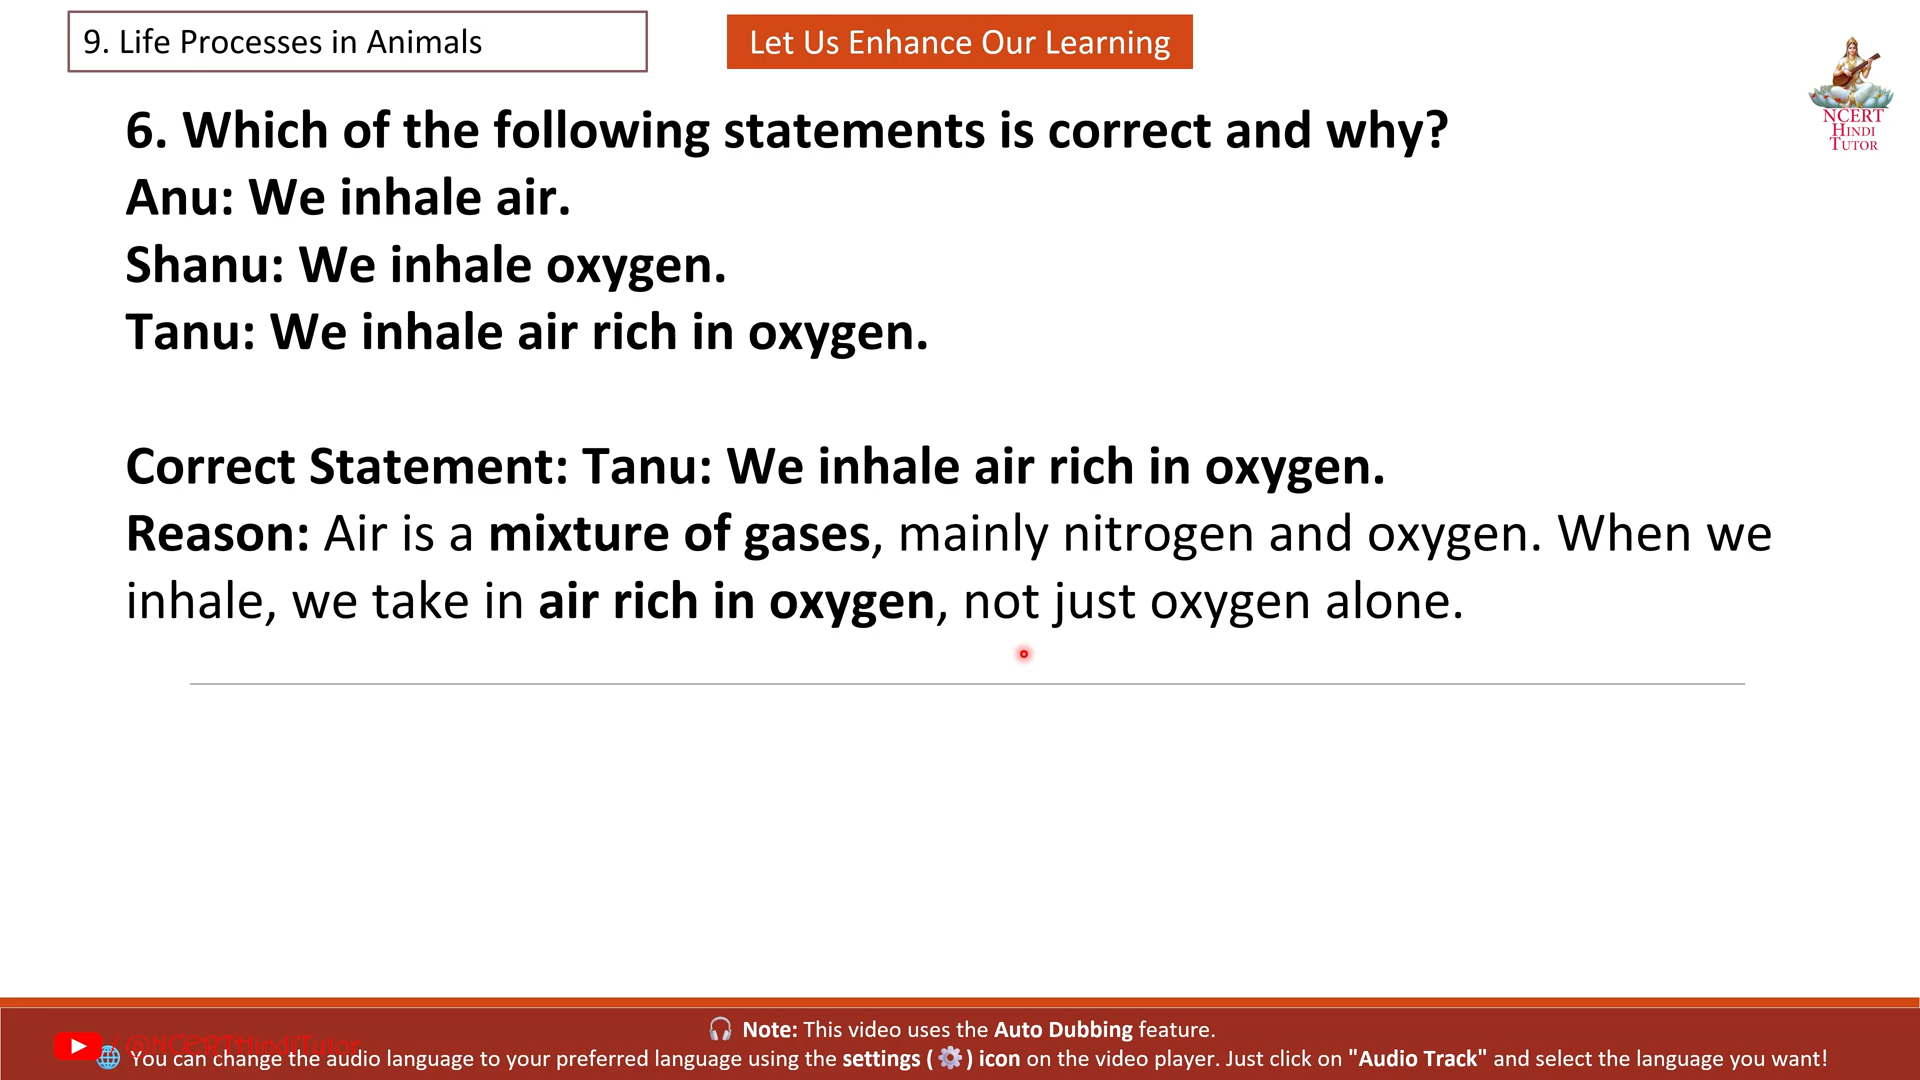 9. Life Processes in Animals
Let Us Enhance Our Learning
NCERT
HINDI
TUTOR
6. Which of the following statements is correct and why?
Anu: We inhale air.
Shanu: We inhale oxygen.
Tanu: We inhale air rich in oxygen.
Correct Statement: Tanu: We inhale air rich in oxygen.
Reason: Air is a mixture of gases, mainly nitrogen and oxygen. When we
inhale, we take in air rich in oxygen, not just oxygen alone.
Note: This video uses the Auto Dubbing feature.
/@NCERTHindiTutor
You can change the audio language to your preferred language using the settings ( ) icon on the video player. Just click on "Audio Track" and select the language you want!